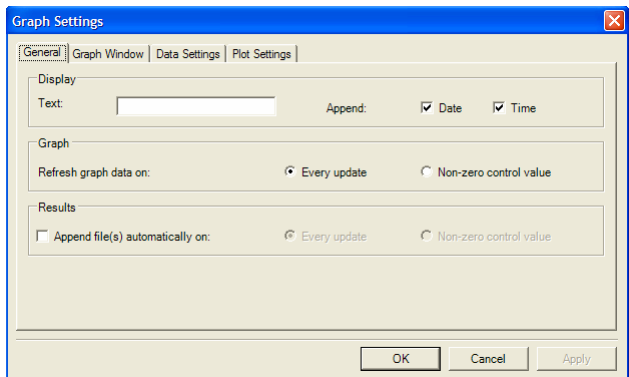 Graph Settings
General Graph Window Data Settings Plot Settings
Display
Text: Append: Date Time
Graph
Refresh graph data on: Every update Non-zero control value
Results
Append file(s) automatically on: Every update Non-zero control value
OK Cancel Apply